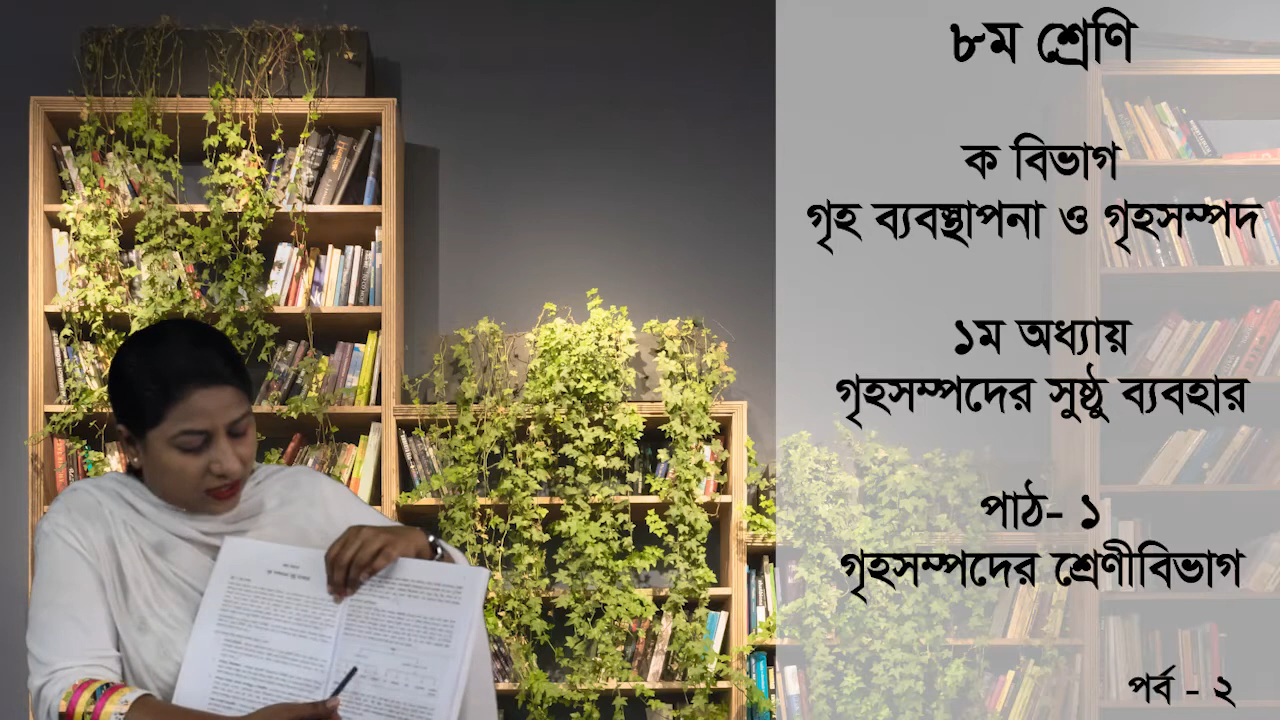 ৮ম শ্রেণি
ক বিভাগ
গৃহ ব্যবস্থাপনা ও গৃহসম্পদ
১ম অধ্যায়
গৃহসম্পদের সুষ্ঠু ব্যবহার
পাঠ- ১
গৃহসম্পদের শ্রেণীবিভাগ
পর্ব - ২